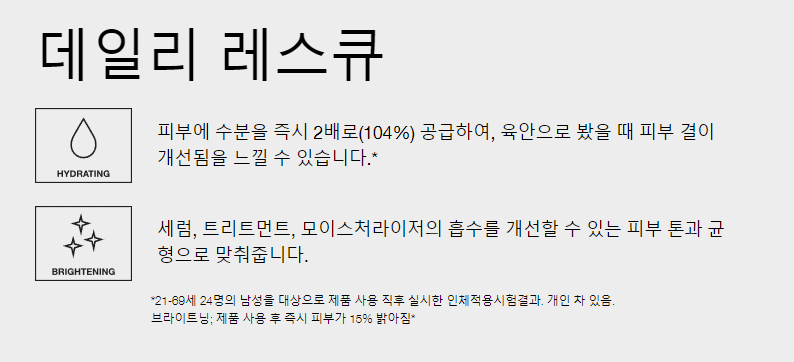 데일리 레스큐
피부에 수분을 즉시 2배로(104%) 공급하여, 육안으로 봤을 때 피부 결이
개선됨을 느낄 수 있습니다.*
HYDRATING
세럼, 트리트먼트, 모이스처라이저의 흡수를 개선할 수 있는 피부 톤과 균
형으로 맞춰줍니다.
BRIGHTENING
*21-69세 24명의 남성을 대상으로 제품 사용 직후 실시한 인체적용시험결과. 개인 차 있음.
브라이트닝; 제품 사용 후 즉시 피부가 15% 밝아짐*